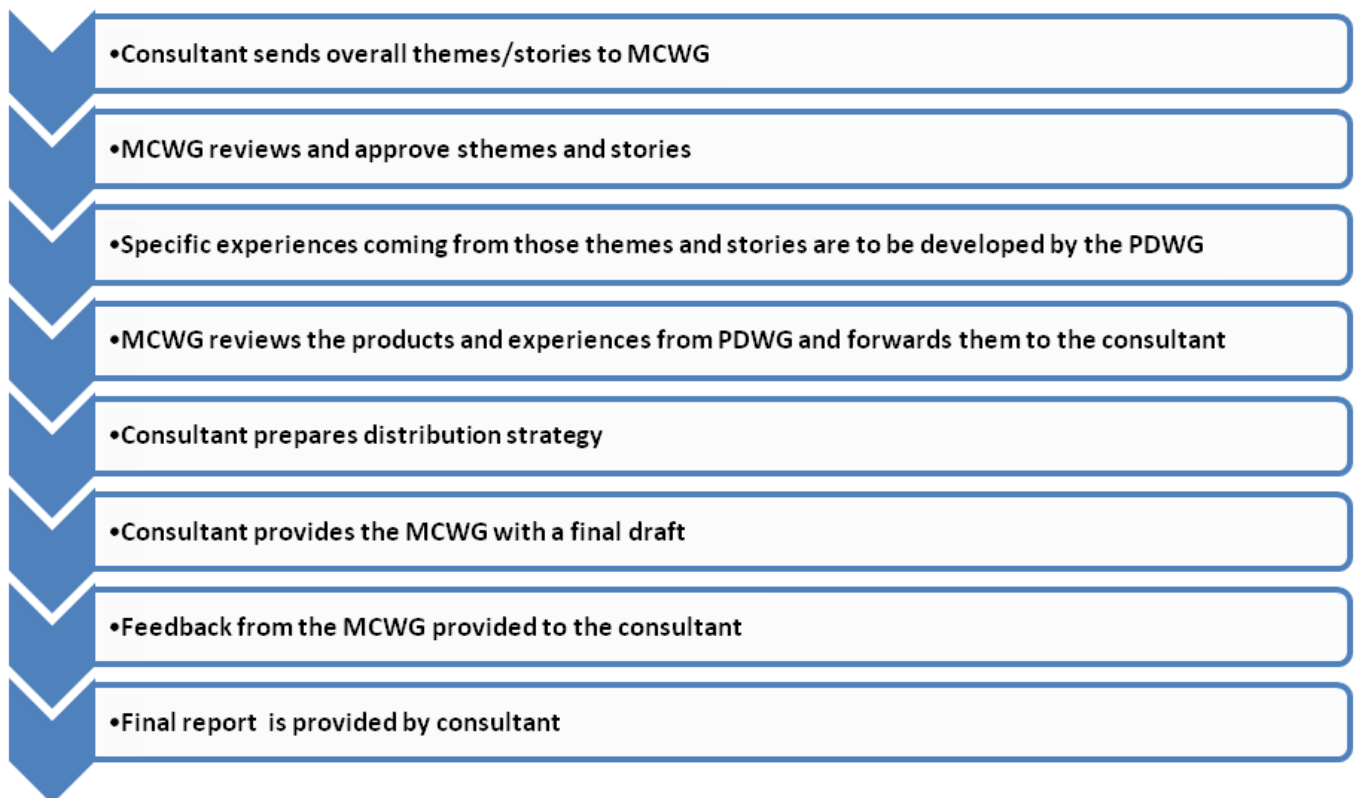 •Consultant sends overall themes/stories to MCWG
•MCWG reviews and approve sthemes and stories
•Specific experiences coming from those themes and stories are to be developed by the PDWG
•MCWG reviews the products and experiences from PDWG and forwards them to the consultant
•Consultant prepares distribution strategy
•Consultant provides the MCWG with a final draft
•Feedback from the MCWG provided to the consultant
•Final report  is provided by consultant